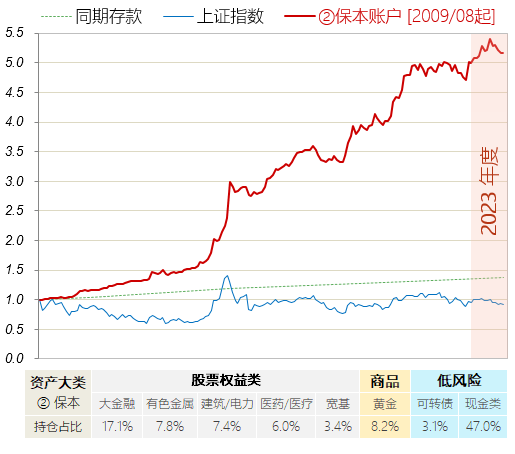 同期存款 上证指数 ②保本账户 [2009/08起]
5.5
5.0
4.5
4.0
3.5
3.0
2.5
2.0
1.5
1.0
0.5
0.0
2023 年度
资产大类 股票权益类 商品 低风险
② 保本 大金融 有色金属 建筑/电力 医药/医疗 宽基 黄金 可转债 现金类
持仓占比 17.1% 7.8% 7.4% 6.0% 3.4% 8.2% 3.1% 47.0%